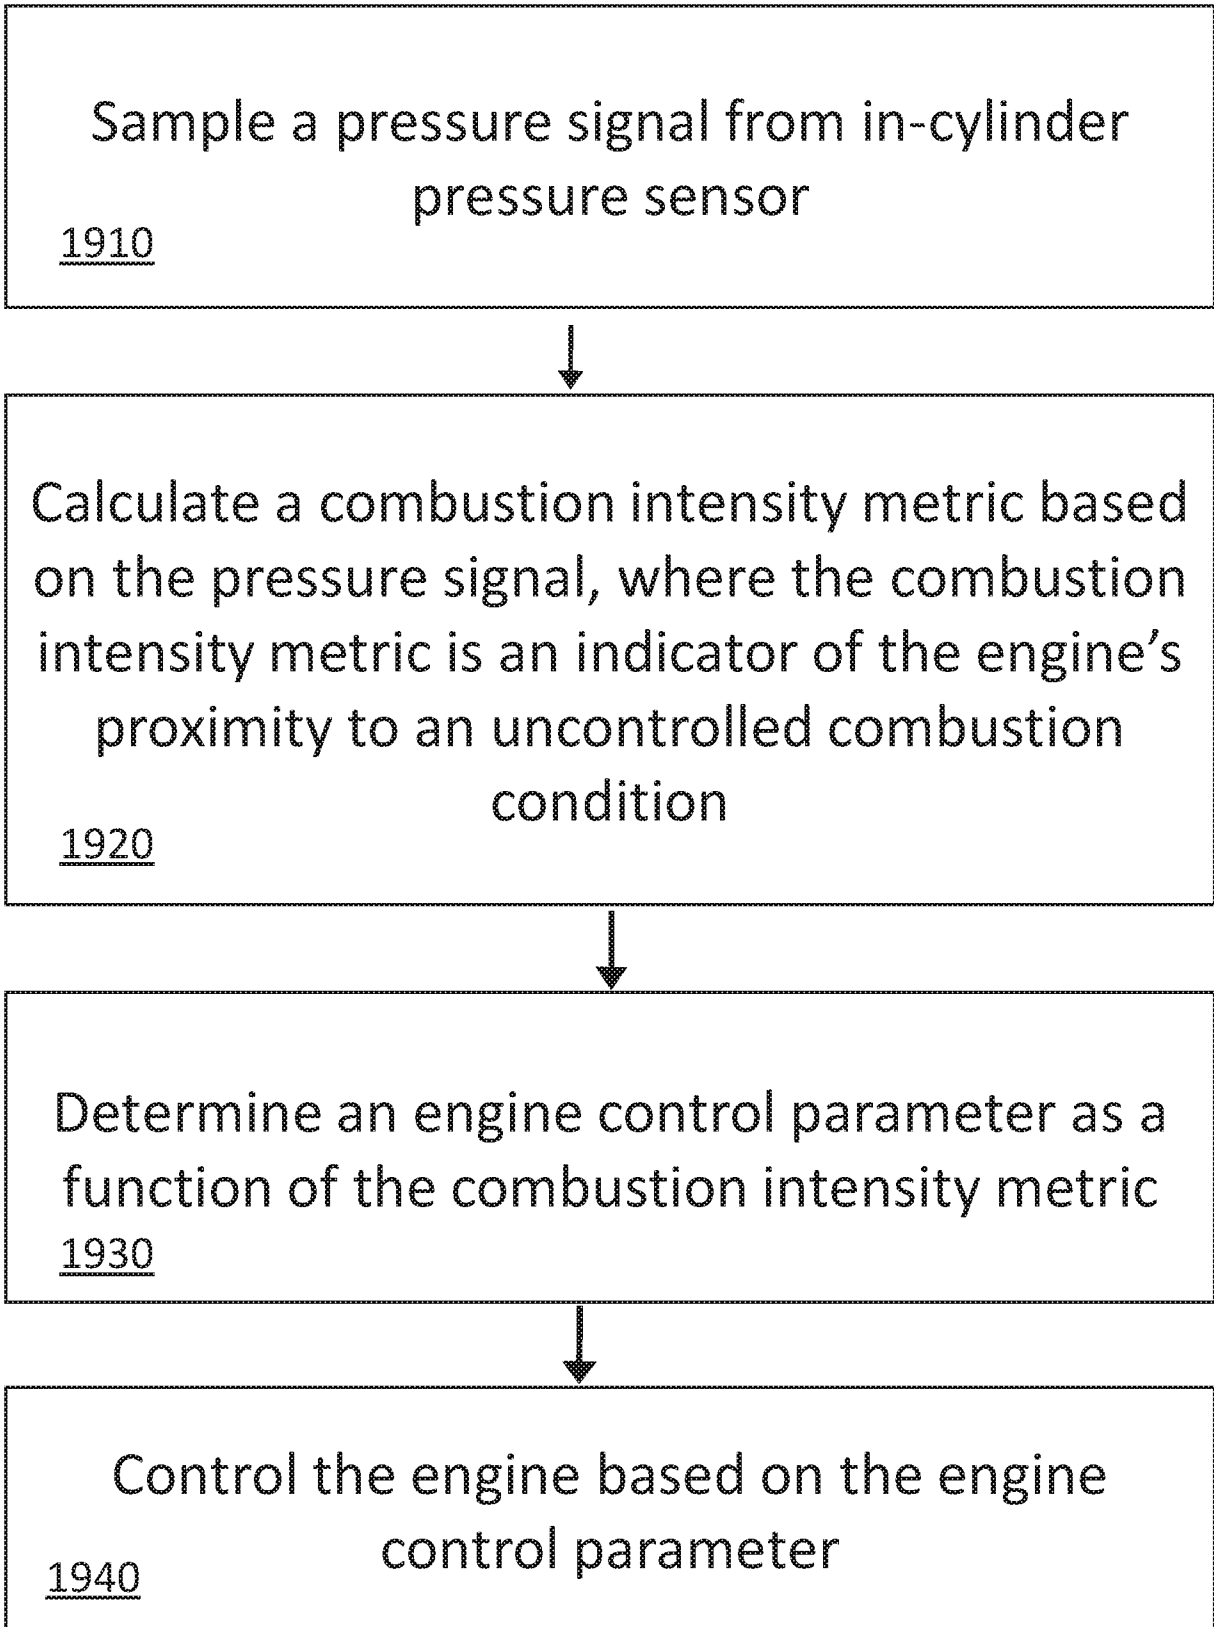 Sample a pressure signal from in-cylinder
pressure sensor
1910
Calculate a combustion intensity metric based
on the pressure signal, where the combustion
intensity metric is an indicator of the engine’s
proximity to an uncontrolled combustion
condition
1920
Determine an engine control parameter as a
function of the combustion intensity metric
1930
Control the engine based on the engine
control parameter
1940